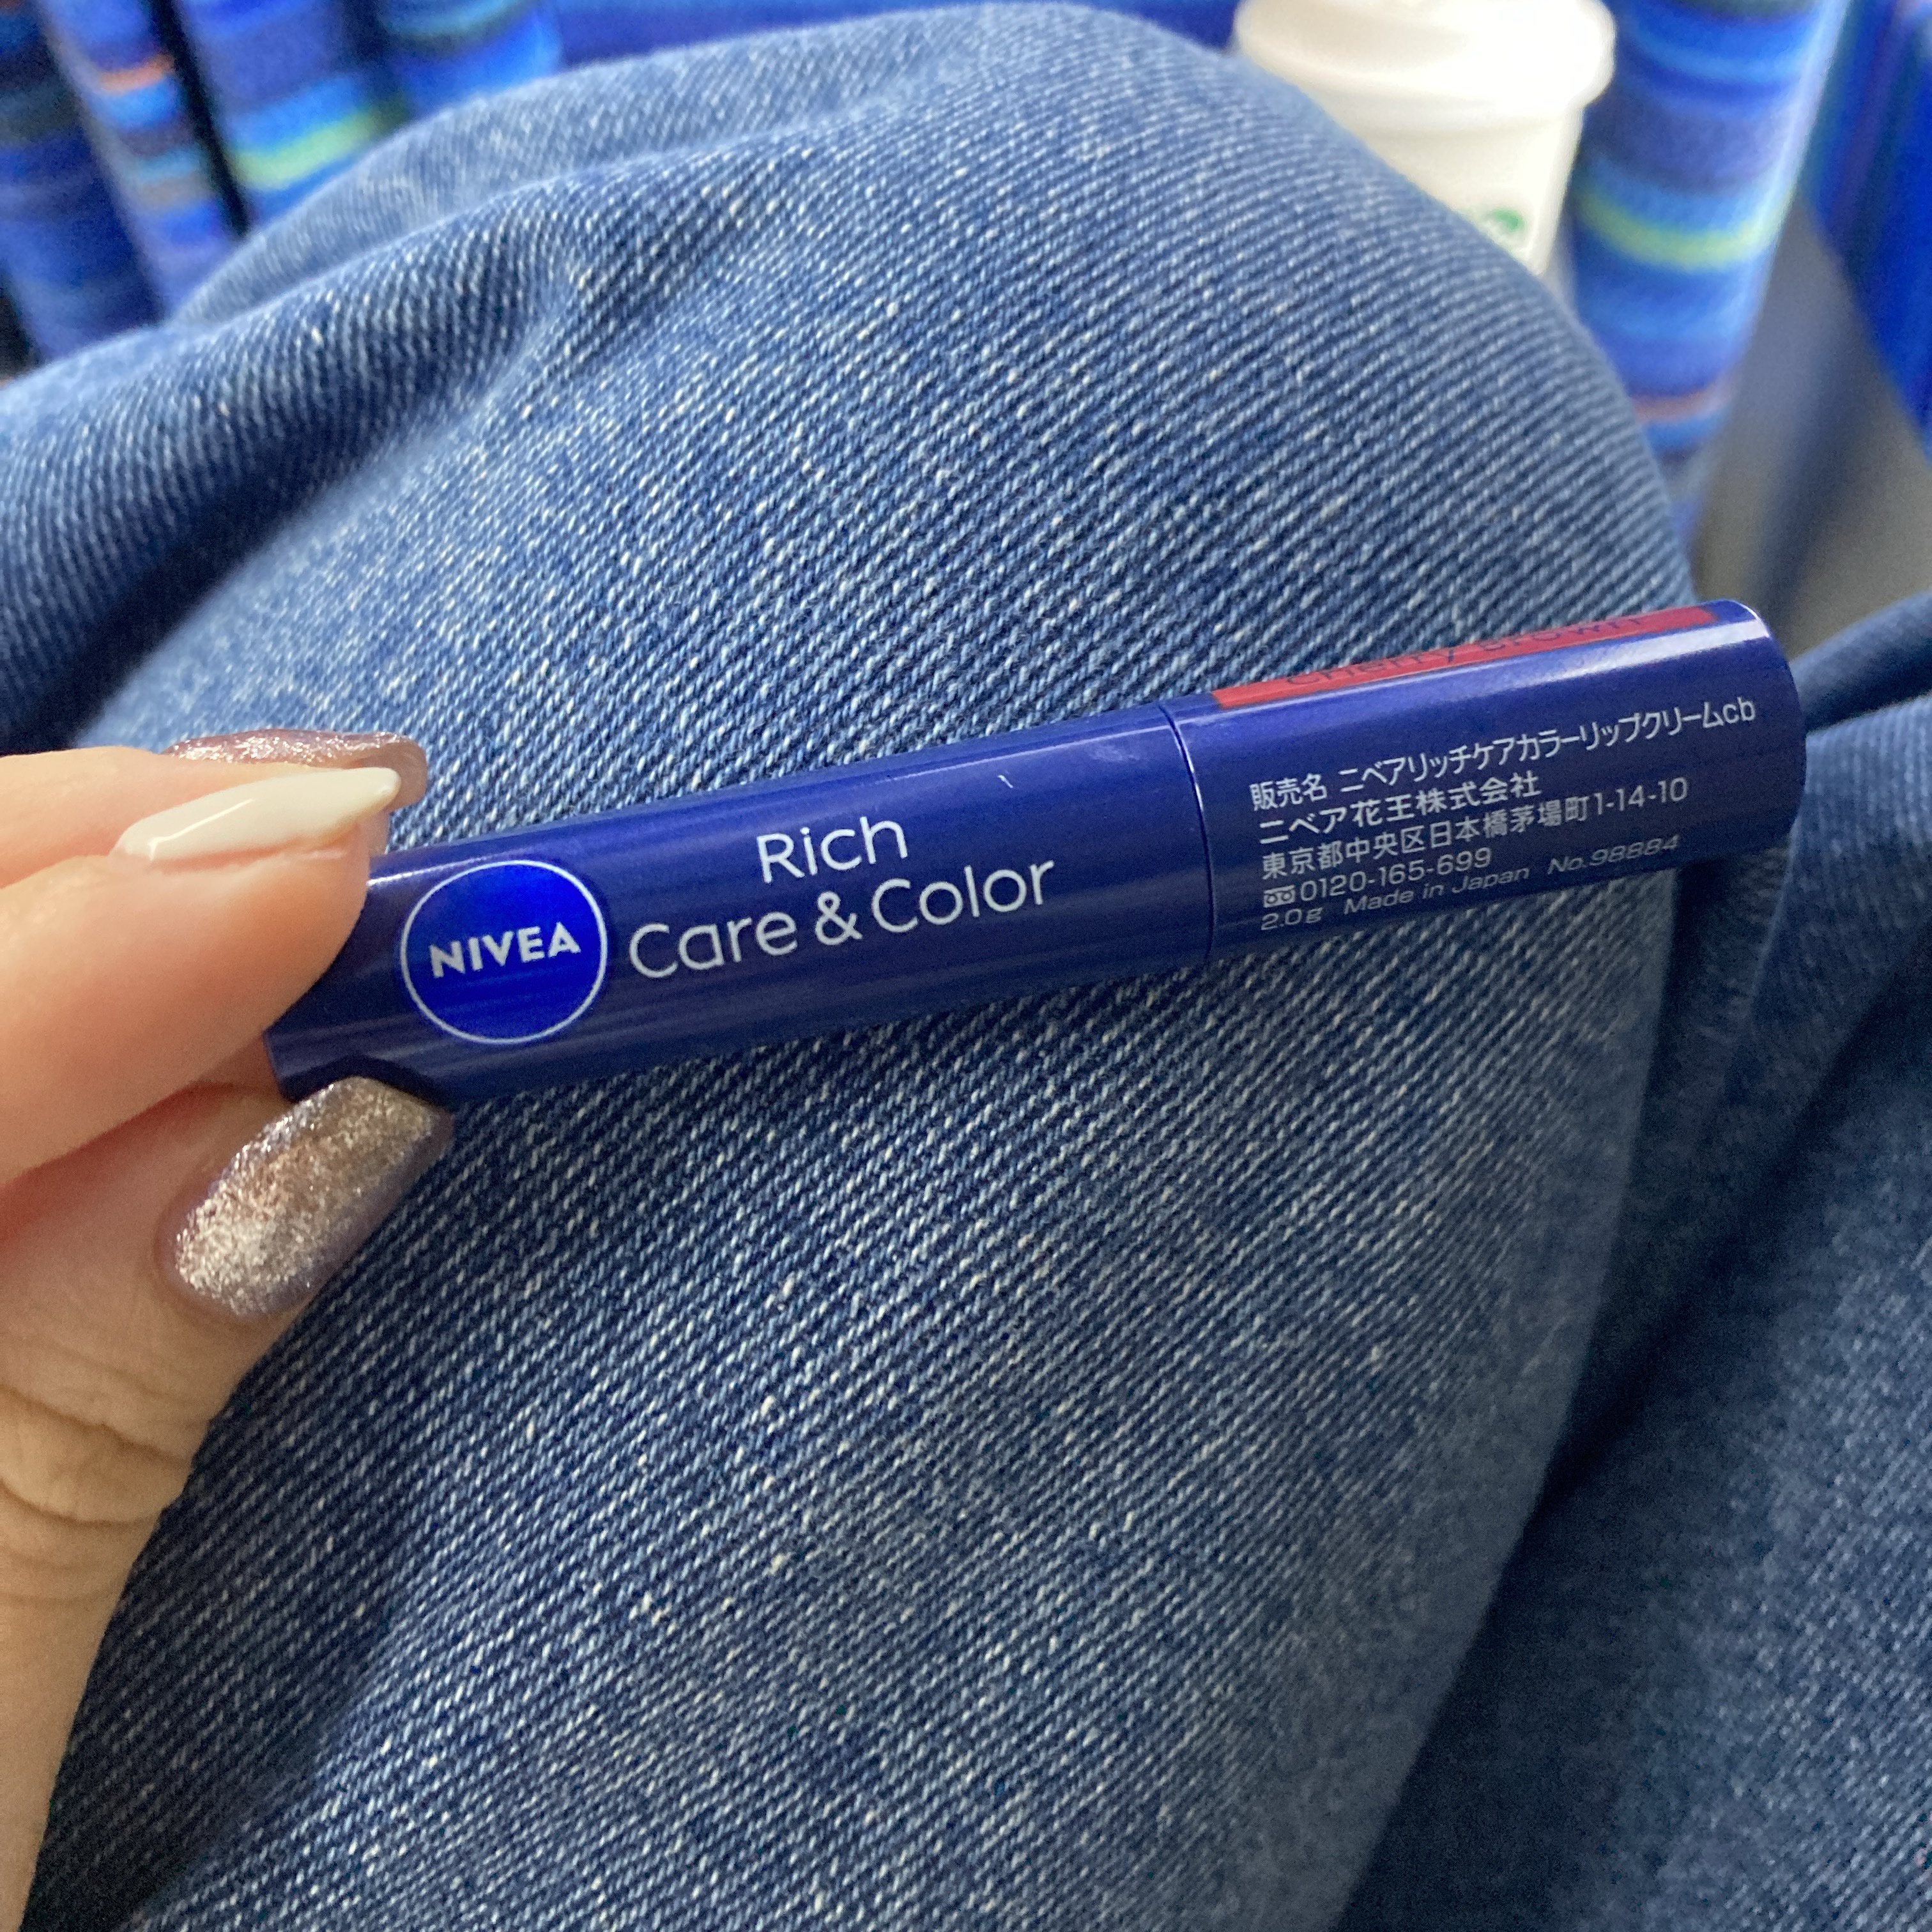 NIVEA
Rich
Care & Color
cherry brown
販売名 ニベアリッチケアカラーリップクリームcb
ニベア花王株式会社
東京都中央区日本橋茅場町1-14-10
0120-165-699
2.0g Made in Japan No.98884